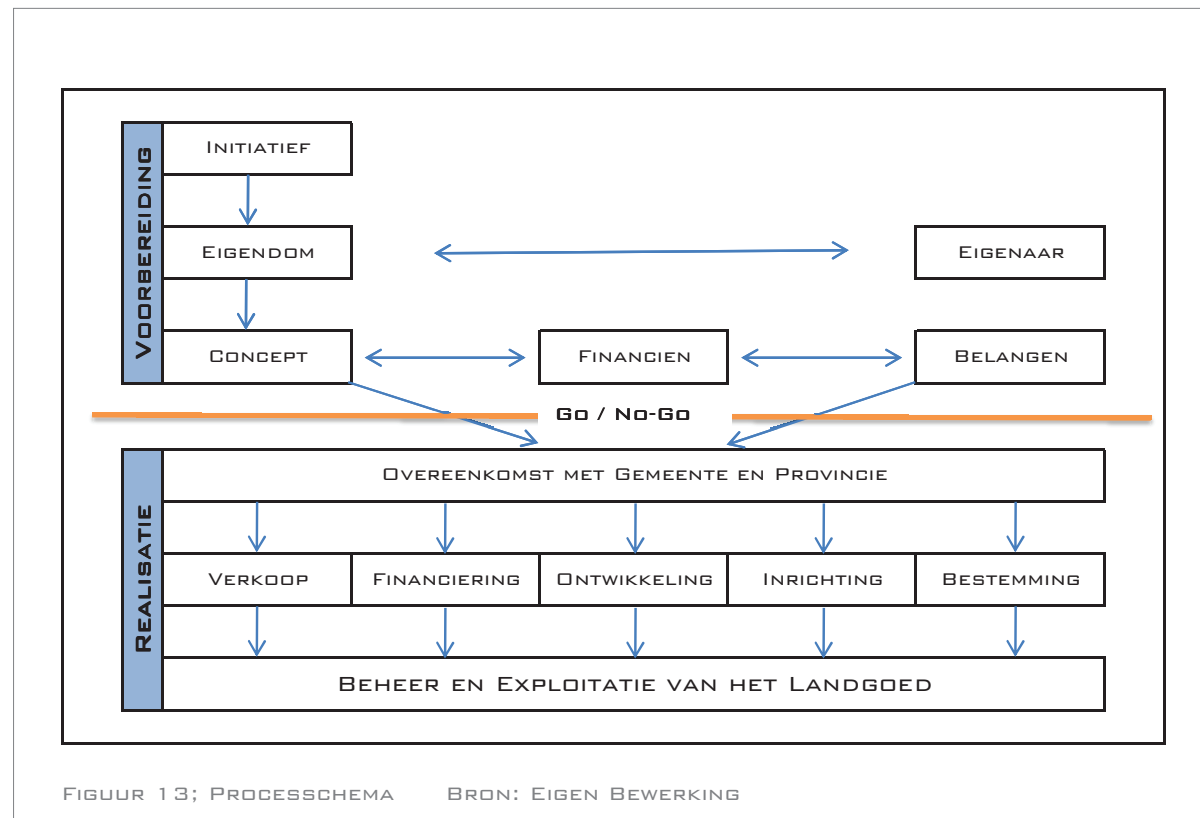 Voorbereiding
Initiatief
Eigendom
Eigenaar
Concept
Financien
Belangen
Go / No-Go
Realisatie
Overeenkomst met Gemeente en Provincie
Verkoop
Financiering
Ontwikkeling
Inrichting
Bestemming
Beheer en Exploitatie van het Landgoed
Figuur 13; Processchema Bron: Eigen Bewerking